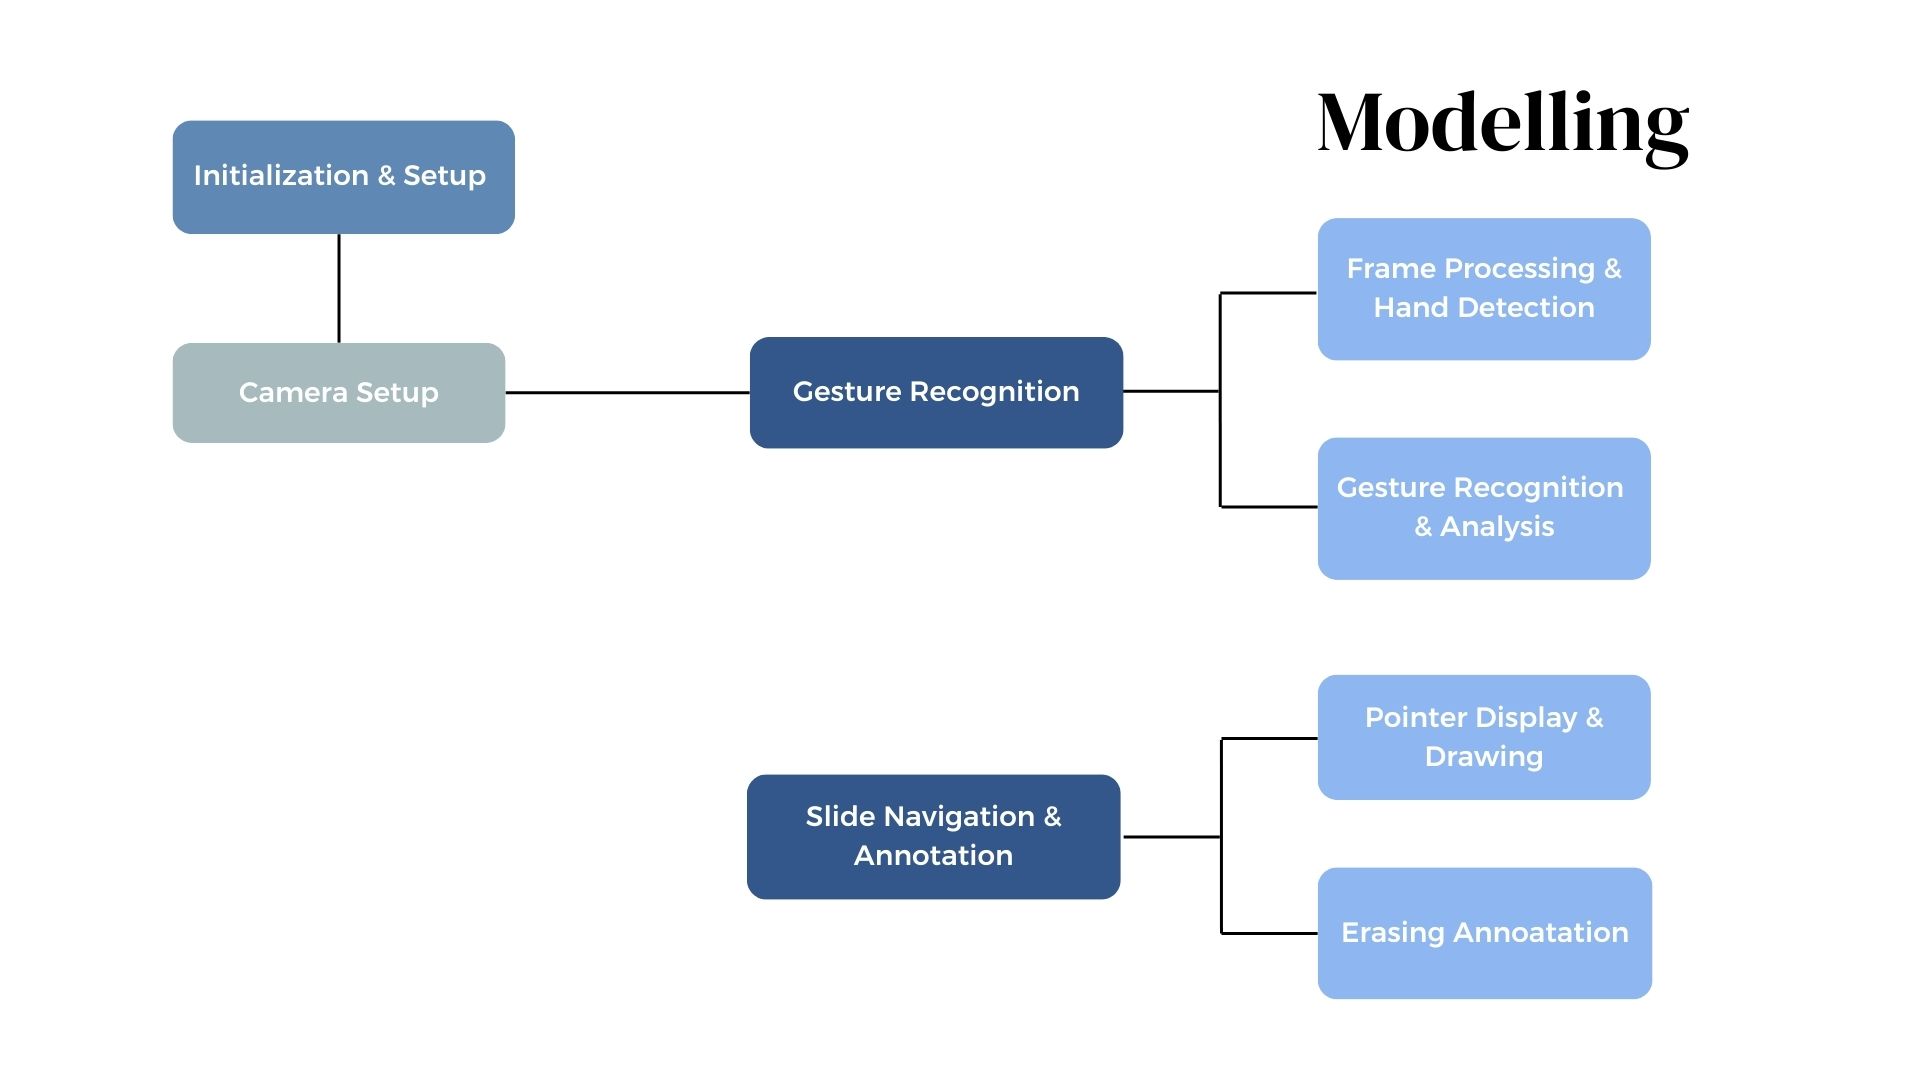 Modelling
Initialization & Setup
Camera Setup
Gesture Recognition
Frame Processing &
Hand Detection
Gesture Recognition
& Analysis
Slide Navigation &
Annotation
Pointer Display &
Drawing
Erasing Annoatation